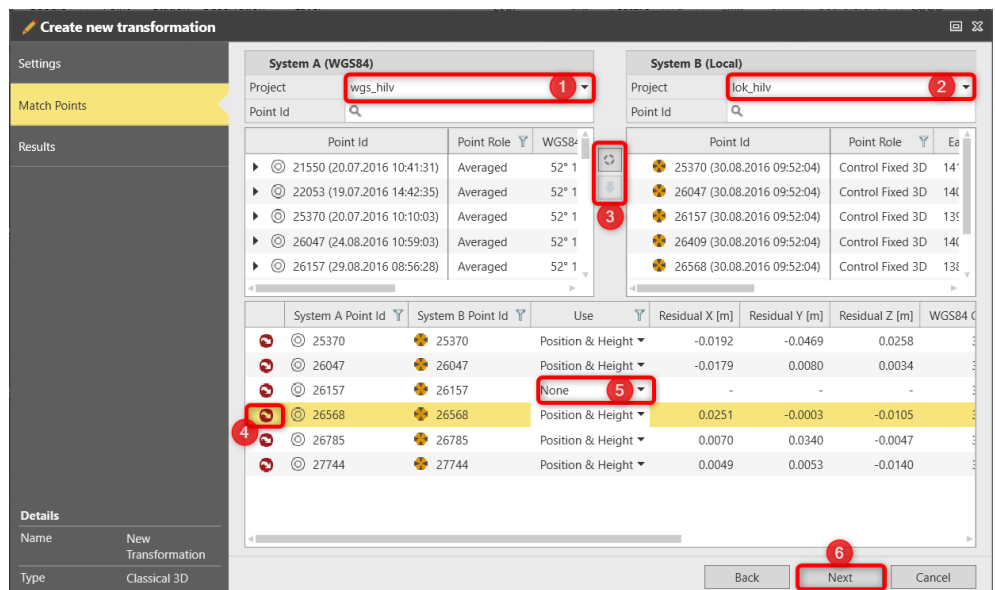 Create new transformation
Settings
Match Points
Results
System A (WGS84)
Project wgs_hilv 1
Point Id
Point Id Point Role WGS84
21550 (20.07.2016 10:41:31) Averaged 52° 1
22053 (19.07.2016 14:42:35) Averaged 52° 1
25370 (20.07.2016 10:10:03) Averaged 52° 1
26047 (24.08.2016 10:59:03) Averaged 52° 1
26157 (29.08.2016 08:56:28) Averaged 52° 1
3
System B (Local)
Project lok_hilv 2
Point Id
Point Id Point Role Ea
25370 (30.08.2016 09:52:04) Control Fixed 3D 141
26047 (30.08.2016 09:52:04) Control Fixed 3D 140
26157 (30.08.2016 09:52:04) Control Fixed 3D 139
26409 (30.08.2016 09:52:04) Control Fixed 3D 140
26568 (30.08.2016 09:52:04) Control Fixed 3D 138
System A Point Id System B Point Id Use Residual X [m] Residual Y [m] Residual Z [m] WGS84
25370 25370 Position & Height -0.0192 -0.0469 0.0258
26047 26047 Position & Height -0.0179 0.0080 0.0034
26157 26157 None 5 - - -
26568 26568 Position & Height 0.0251 -0.0003 -0.0105
4
26785 26785 Position & Height 0.0070 0.0340 -0.0047
27744 27744 Position & Height 0.0049 0.0053 -0.0140
Details
Name New
Transformation
Type Classical 3D
6
Back Next Cancel